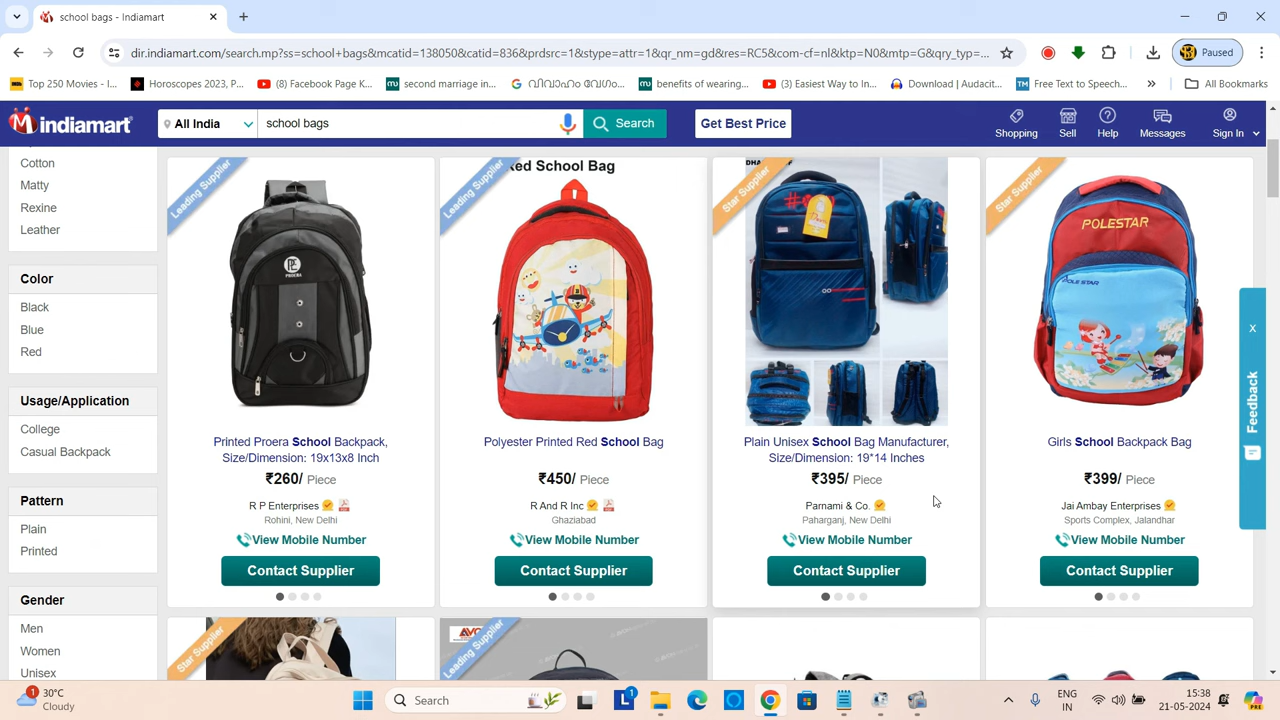 school bags - Indiamart
dir.indiamart.com/search.mp?ss=school+bags&mcatid=138050&catid=836&prdsrc=1&stype=attr=1&qr_nm=gd&res=RC5&com-cf=nl&ktp=N0&mtp=G&qry_typ=...
Paused
Top 250 Movies - I...
Horoscopes 2023, P...
(8) Facebook Page K...
second marriage in...
വിവാഹം വേഗം...
benefits of wearing...
(3) Easiest Way to In...
Download | Audacit...
Free Text to Speech...
All Bookmarks
indiamart
All India
school bags
Search
Get Best Price
Shopping
Sell
Help
Messages
Sign In
Cotton
Matty
Rexine
Leather
Color
Black
Blue
Red
Usage/Application
College
Casual Backpack
Pattern
Plain
Printed
Gender
Men
Women
Unisex
Leading Supplier
PROERA
Printed Proera School Backpack,
Size/Dimension: 19x13x8 Inch
₹260/ Piece
R P Enterprises
Rohini, New Delhi
View Mobile Number
Contact Supplier
Leading Supplier
Red School Bag
Polyester Printed Red School Bag
₹450/ Piece
R And R Inc
Ghaziabad
View Mobile Number
Contact Supplier
Star Supplier
Plain Unisex School Bag Manufacturer,
Size/Dimension: 19*14 Inches
₹395/ Piece
Parnami & Co.
Paharganj, New Delhi
View Mobile Number
Contact Supplier
Star Supplier
POLESTAR
POLE STAR
Girls School Backpack Bag
₹399/ Piece
Jai Ambay Enterprises
Sports Complex, Jalandhar
View Mobile Number
Contact Supplier
Star Supplier
Leading Supplier
x
Feedback
1
30°C
Cloudy
Search
1
ENG
IN
15:38
21-05-2024
PRE